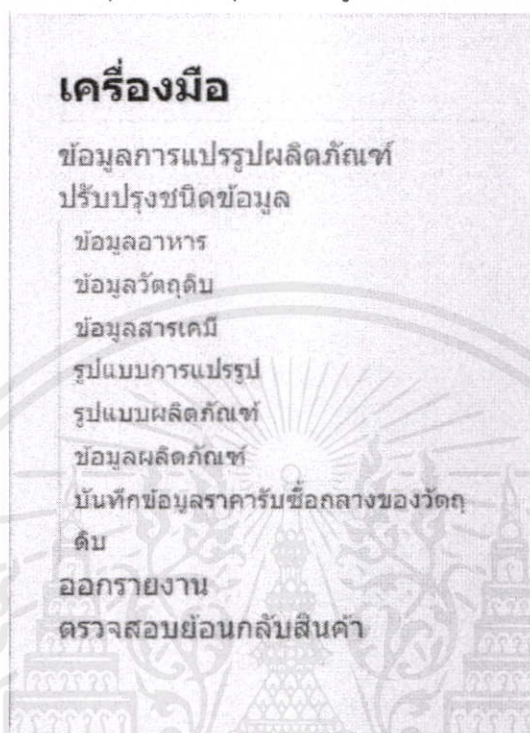 เครื่องมือ
ข้อมูลการแปรรูปผลิตภัณฑ์
ปรับปรุงชนิดข้อมูล
ข้อมูลอาหาร
ข้อมูลวัตถุดิบ
ข้อมูลสารเคมี
รูปแบบการแปรรูป
รูปแบบผลิตภัณฑ์
ข้อมูลผลิตภัณฑ์
บันทึกข้อมูลราคารับซื้อกลางของวัตถุ
ดิบ
ออกรายงาน
ตรวจสอบย้อนกลับสินค้า